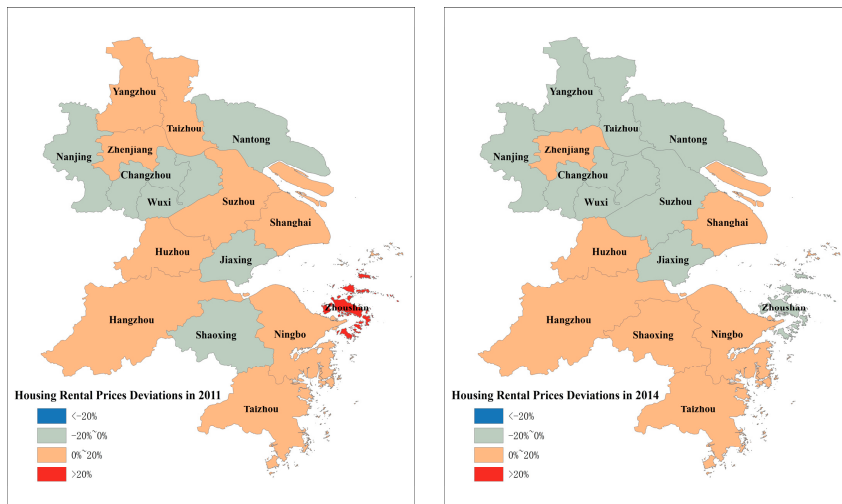 Yangzhou
Taizhou
Nantong
Nanjing
Zhenjiang
Changzhou
Wuxi
Suzhou
Shanghai
Huzhou
Jiaxing
Zhoushan
Hangzhou
Shaoxing
Ningbo
Taizhou
Housing Rental Prices Deviations in 2011
<-20%
-20%~0%
0%~20%
>20%
Yangzhou
Taizhou
Nantong
Nanjing
Zhenjiang
Changzhou
Wuxi
Suzhou
Shanghai
Huzhou
Jiaxing
Zhoushan
Hangzhou
Shaoxing
Ningbo
Taizhou
Housing Rental Prices Deviations in 2014
<-20%
-20%~0%
0%~20%
>20%